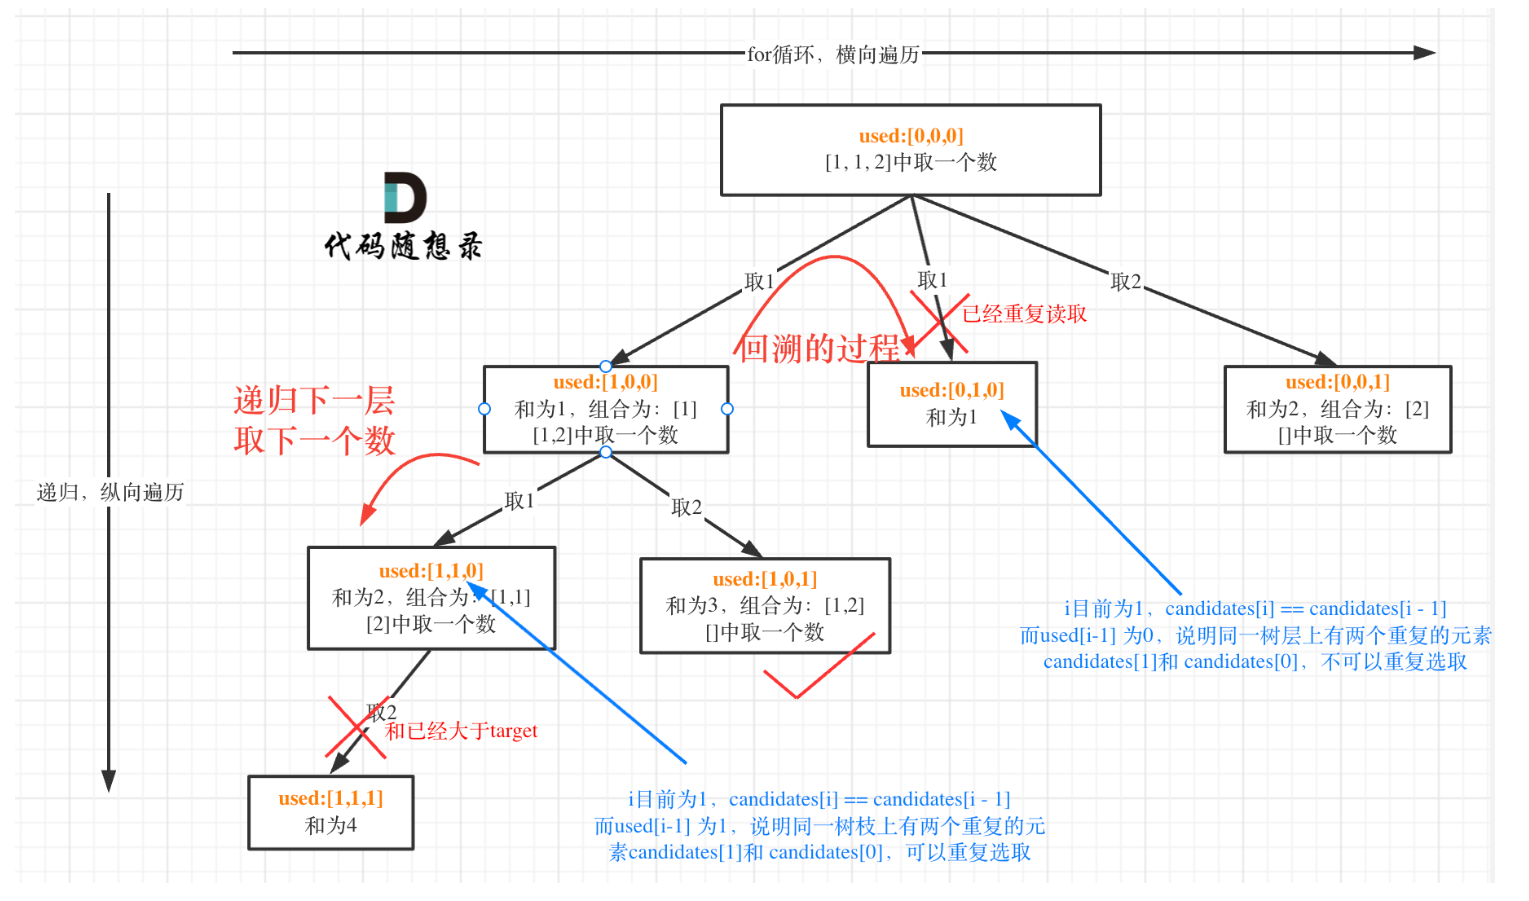 for循环，横向遍历
used:[0,0,0]
[1, 1, 2]中取一个数
代码随想录
取1
取1
取2
已经重复读取
回溯的过程
used:[1,0,0]
和为1，组合为：[1]
[1,2]中取一个数
used:[0,1,0]
和为1
used:[0,0,1]
和为2，组合为：[2]
[]中取一个数
递归下一层
取下一个数
递归，纵向遍历
取1
取2
used:[1,1,0]
和为2，组合为：[1,1]
[2]中取一个数
used:[1,0,1]
和为3，组合为：[1,2]
[]中取一个数
i目前为1，candidates[i] == candidates[i - 1]
而used[i-1] 为0，说明同一树层上有两个重复的元素
candidates[1]和 candidates[0]，不可以重复选取
取2
和已经大于target
used:[1,1,1]
和为4
i目前为1，candidates[i] == candidates[i - 1]
而used[i-1] 为1，说明同一树枝上有两个重复的元
素candidates[1]和 candidates[0]，可以重复选取